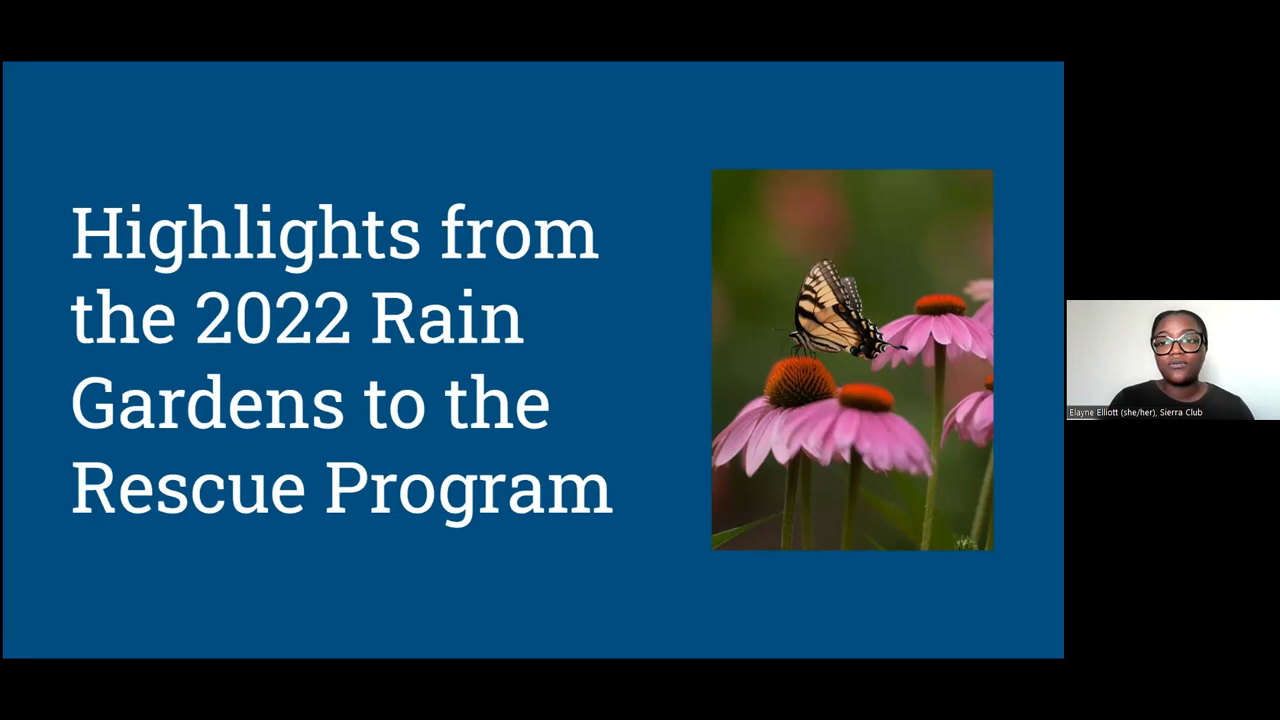 Highlights from
the 2022 Rain
Gardens to the
Rescue Program
Elayne Elliott (she/her), Sierra Club